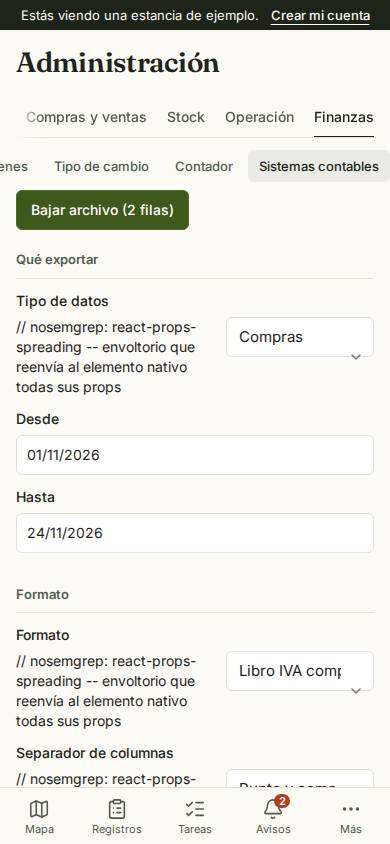 Estás viendo una estancia de ejemplo. Crear mi cuenta
Administración
Compras y ventas Stock Operación Finanzas
enes Tipo de cambio Contador Sistemas contables
Bajar archivo (2 filas)
Qué exportar
Tipo de datos
// nosemgrep: react-props-
spreading -- envoltorio que
reenvía al elemento nativo
todas sus props
Compras
Desde
01/11/2026
Hasta
24/11/2026
Formato
Formato
// nosemgrep: react-props-
spreading -- envoltorio que
reenvía al elemento nativo
todas sus props
Libro IVA comp
Separador de columnas
// nosemgrep: react-props-
Punto y coma
2
Mapa Registros Tareas Avisos Más